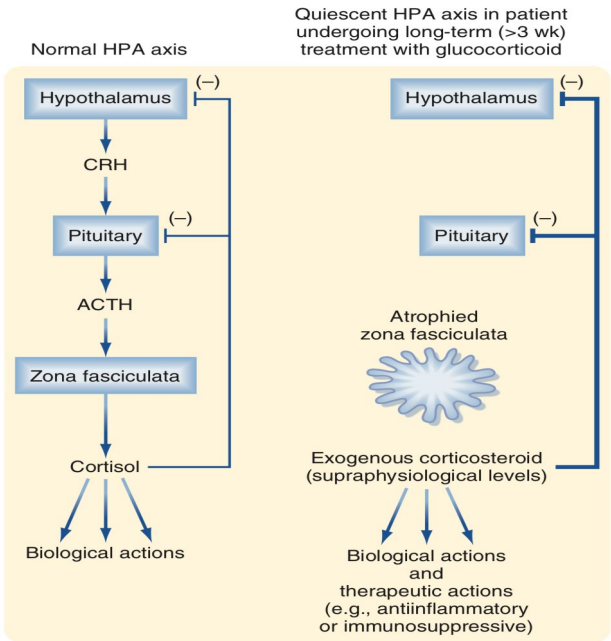 Normal HPA axis
Quiescent HPA axis in patient
undergoing long-term (>3 wk)
treatment with glucocorticoid
(–)
Hypothalamus
CRH
(–)
Pituitary
ACTH
Zona fasciculata
Cortisol
Biological actions
(–)
Hypothalamus
(–)
Pituitary
Atrophied
zona fasciculata
Exogenous corticosteroid
(supraphysiological levels)
Biological actions
and
therapeutic actions
(e.g., antiinflammatory
or immunosuppressive)